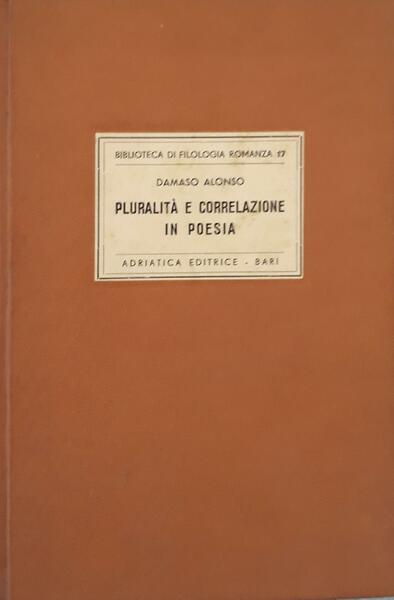 BIBLIOTECA DI FILOLOGIA ROMANZA 17
DAMASO ALONSO
PLURALITÀ E CORRELAZIONE
IN POESIA
ADRIATICA EDITRICE - BARI